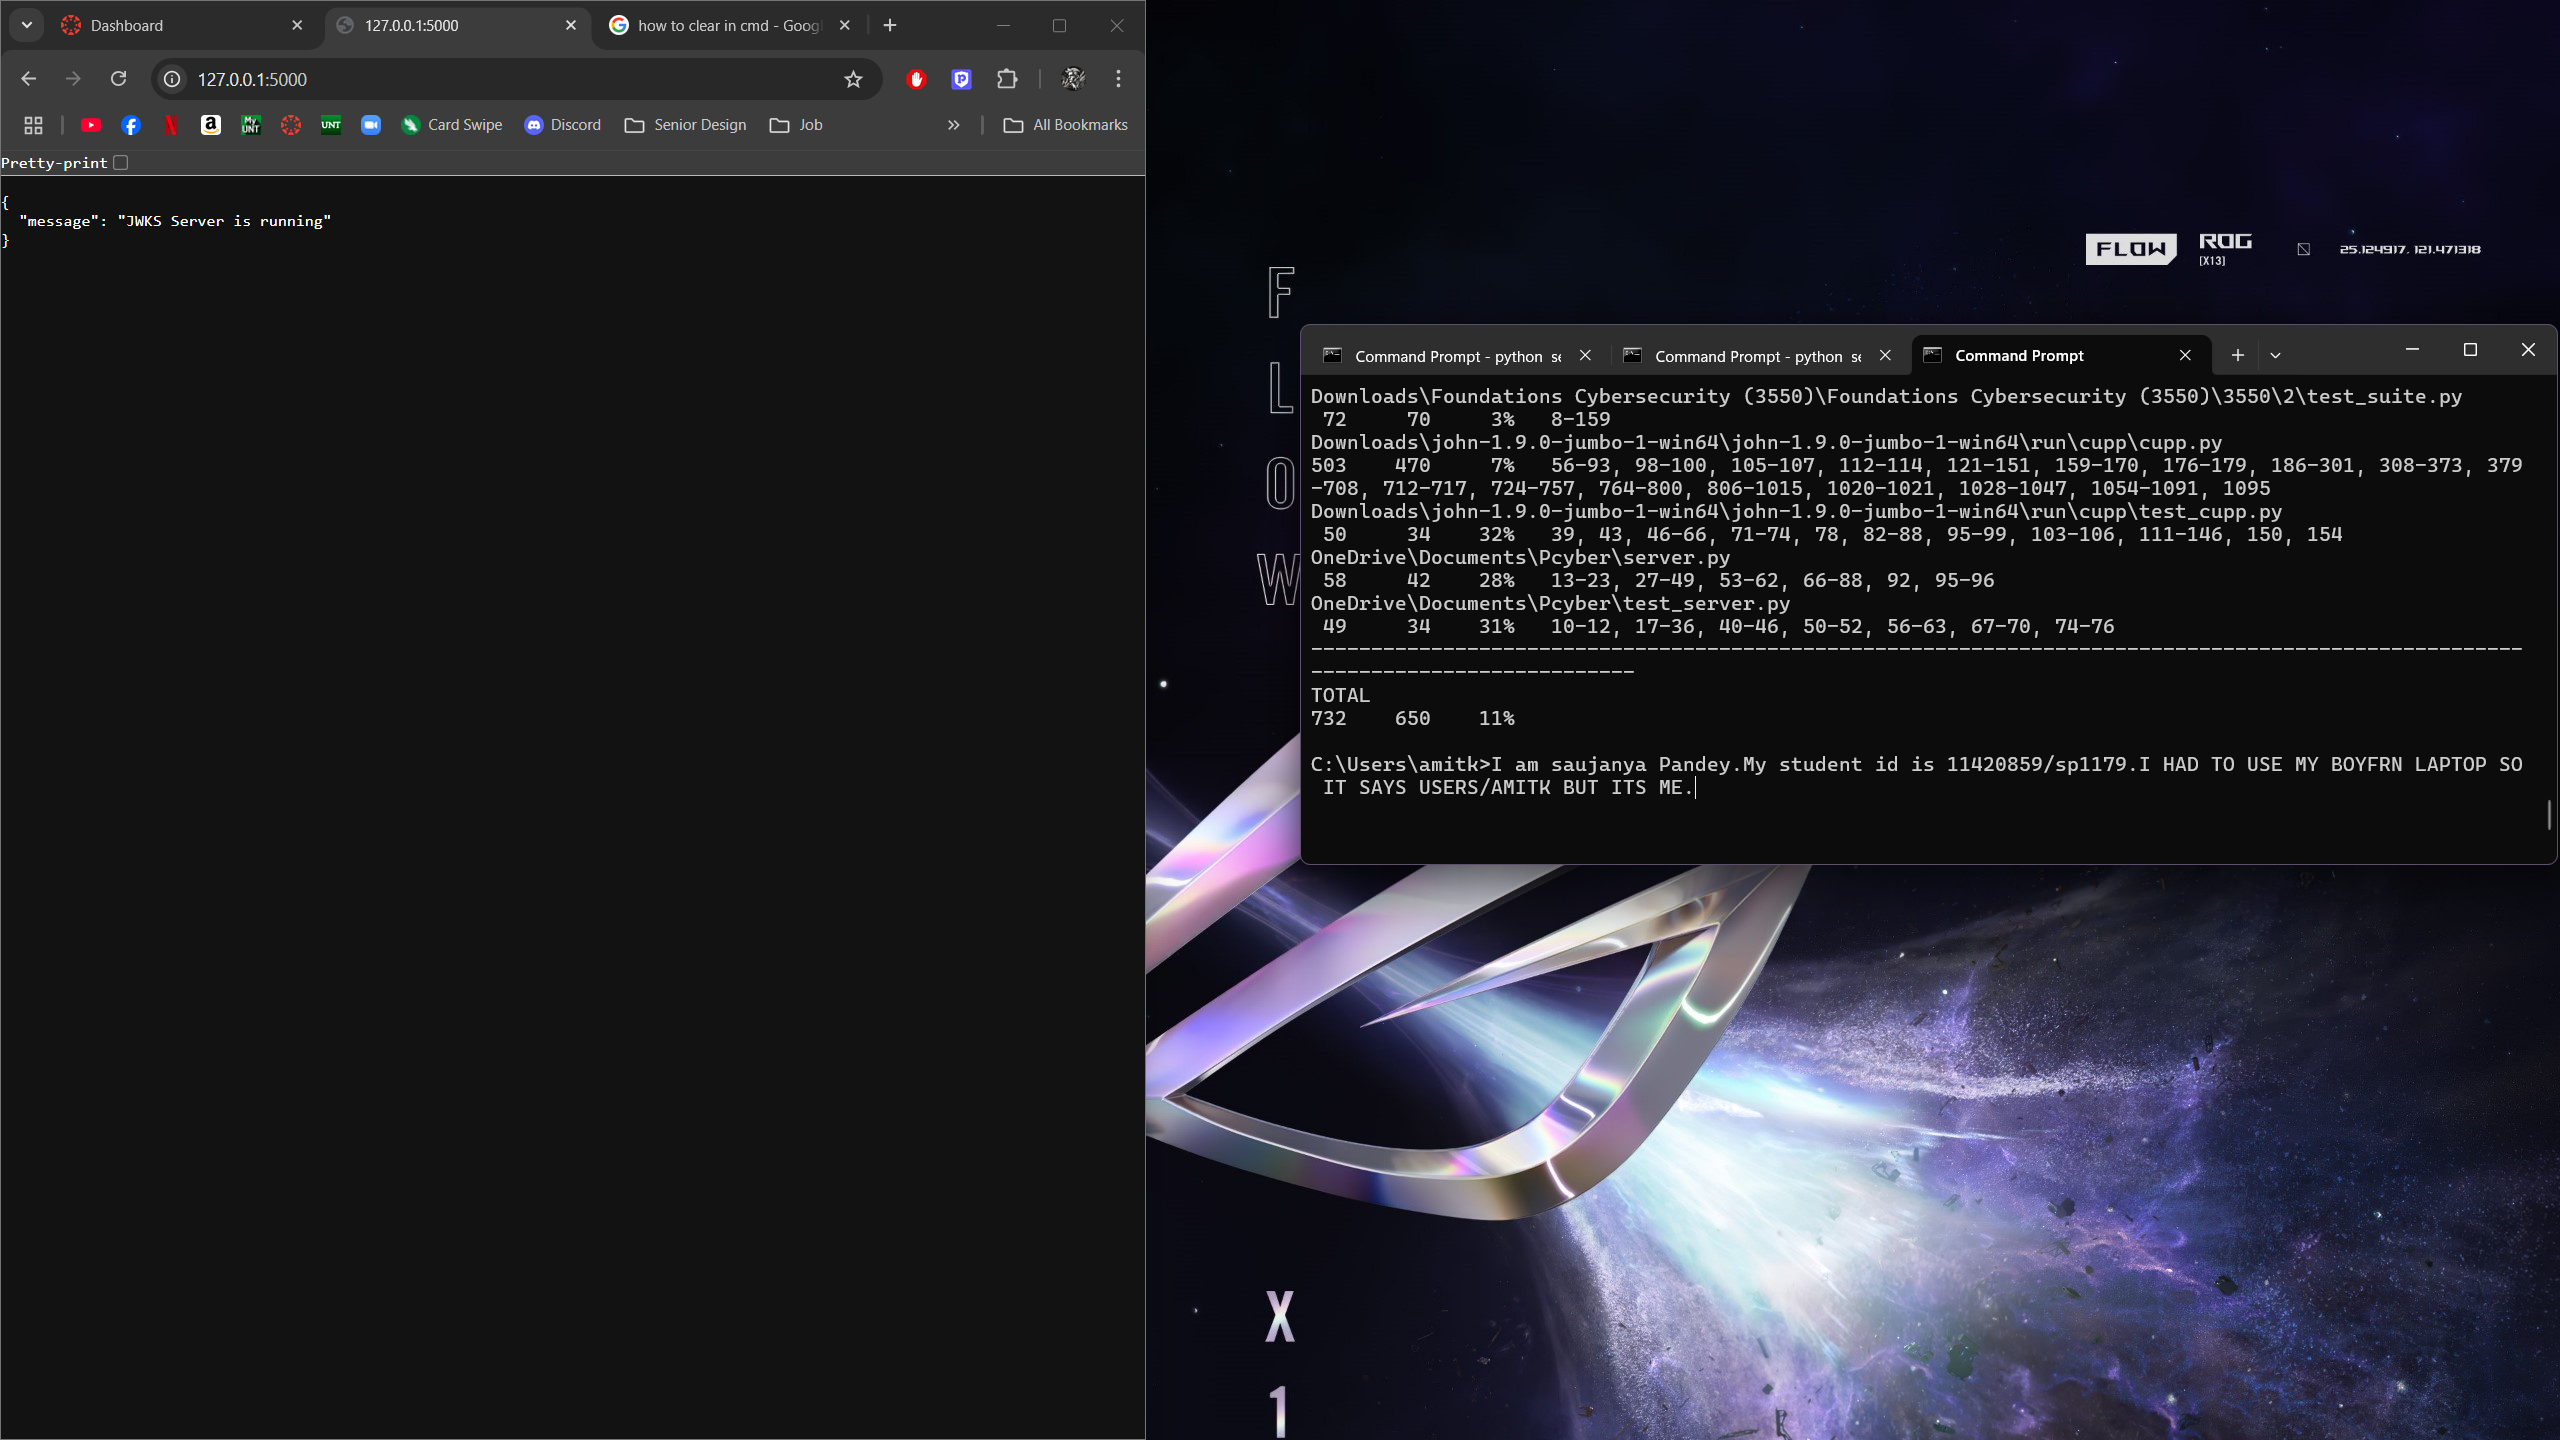 Dashboard
127.0.0.1:5000
how to clear in cmd - Goog
127.0.0.1:5000
My UNT
UNT
Card Swipe
Discord
Senior Design
Job
All Bookmarks
Pretty-print
{
"message": "JWKS Server is running"
}
FLOW
ROG
[X13]
25.124917, 121.471318
F
L
O
W
Command Prompt - python se
Command Prompt - python se
Command Prompt
Downloads\Foundations Cybersecurity (3550)\Foundations Cybersecurity (3550)\3550\2\test_suite.py
72 70 3% 8-159
Downloads\john-1.9.0-jumbo-1-win64\john-1.9.0-jumbo-1-win64\run\cupp\cupp.py
503 470 7% 56-93, 98-100, 105-107, 112-114, 121-151, 159-170, 176-179, 186-301, 308-373, 379
-708, 712-717, 724-757, 764-800, 806-1015, 1020-1021, 1028-1047, 1054-1091, 1095
Downloads\john-1.9.0-jumbo-1-win64\john-1.9.0-jumbo-1-win64\run\cupp\test_cupp.py
50 34 32% 39, 43, 46-66, 71-74, 78, 82-88, 95-99, 103-106, 111-146, 150, 154
OneDrive\Documents\Pcyber\server.py
58 42 28% 13-23, 27-49, 53-62, 66-88, 92, 95-96
OneDrive\Documents\Pcyber\test_server.py
49 34 31% 10-12, 17-36, 40-46, 50-52, 56-63, 67-70, 74-76
-----------------------------------------------------------------------------------------------------
---------------------------
TOTAL
732 650 11%
C:\Users\amitk>I am saujanya Pandey.My student id is 11420859/sp1179.I HAD TO USE MY BOYFRN LAPTOP SO
IT SAYS USERS/AMITK BUT ITS ME.
X
1